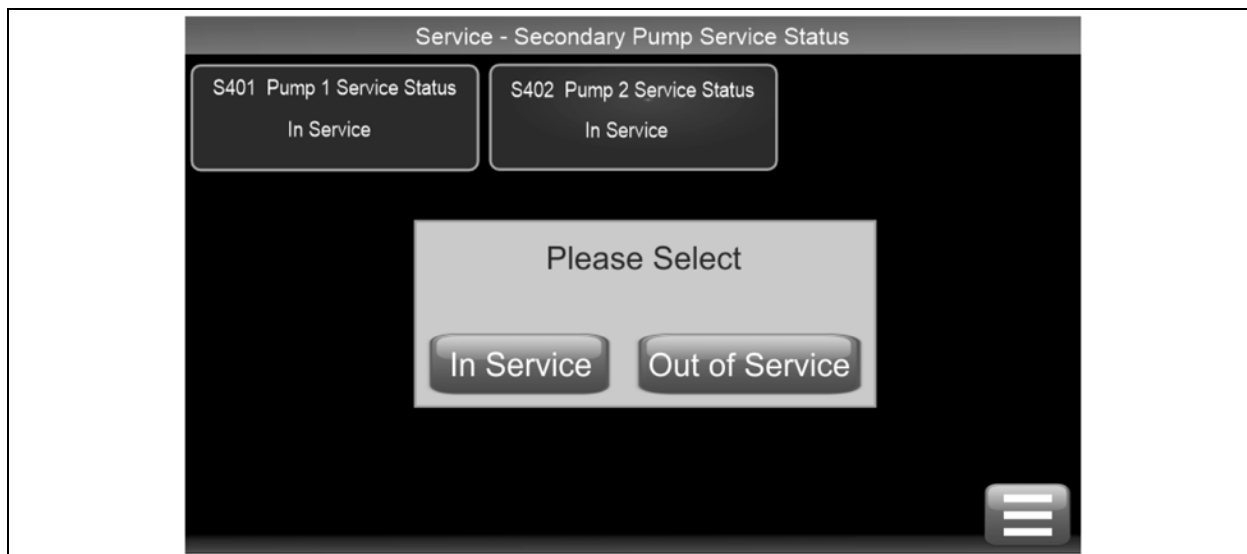 Service - Secondary Pump Service Status
S401 Pump 1 Service Status
In Service
S402 Pump 2 Service Status
In Service
Please Select
In Service
Out of Service